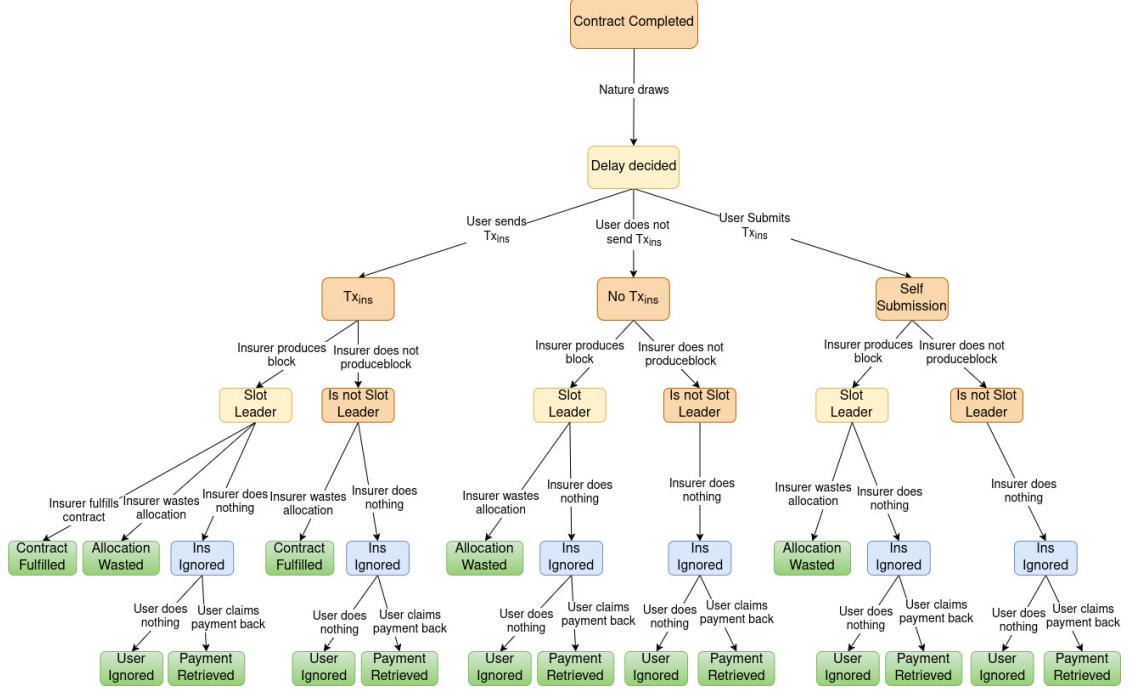 Contract Completed
Nature draws
Delay decided
User sends
Txins
User does not
send Txins
User Submits
Txins
Txins
No Txins
Self
Submission
Insurer produces
block
Insurer does not
produceblock
Insurer produces
block
Insurer does not
produceblock
Insurer produces
block
Insurer does not
produceblock
Slot
Leader
Is not Slot
Leader
Slot
Leader
Is not Slot
Leader
Slot
Leader
Is not Slot
Leader
Insurer fulfills
contract
Insurer wastes
allocation
Insurer does
nothing
Insurer wastes
allocation
Insurer does
nothing
Insurer wastes
allocation
Insurer does
nothing
Insurer does
nothing
Insurer wastes
allocation
Insurer does
nothing
Insurer does
nothing
Contract
Fulfilled
Allocation
Wasted
Ins
Ignored
Contract
Fulfilled
Ins
Ignored
Allocation
Wasted
Ins
Ignored
Ins
Ignored
Allocation
Wasted
Ins
Ignored
Ins
Ignored
User does
nothing
User claims
payment back
User does
nothing
User claims
payment back
User does
nothing
User claims
payment back
User does
nothing
User claims
payment back
User does
nothing
User claims
payment back
User does
nothing
User claims
payment back
User
Ignored
Payment
Retrieved
User
Ignored
Payment
Retrieved
User
Ignored
Payment
Retrieved
User
Ignored
Payment
Retrieved
User
Ignored
Payment
Retrieved
User
Ignored
Payment
Retrieved